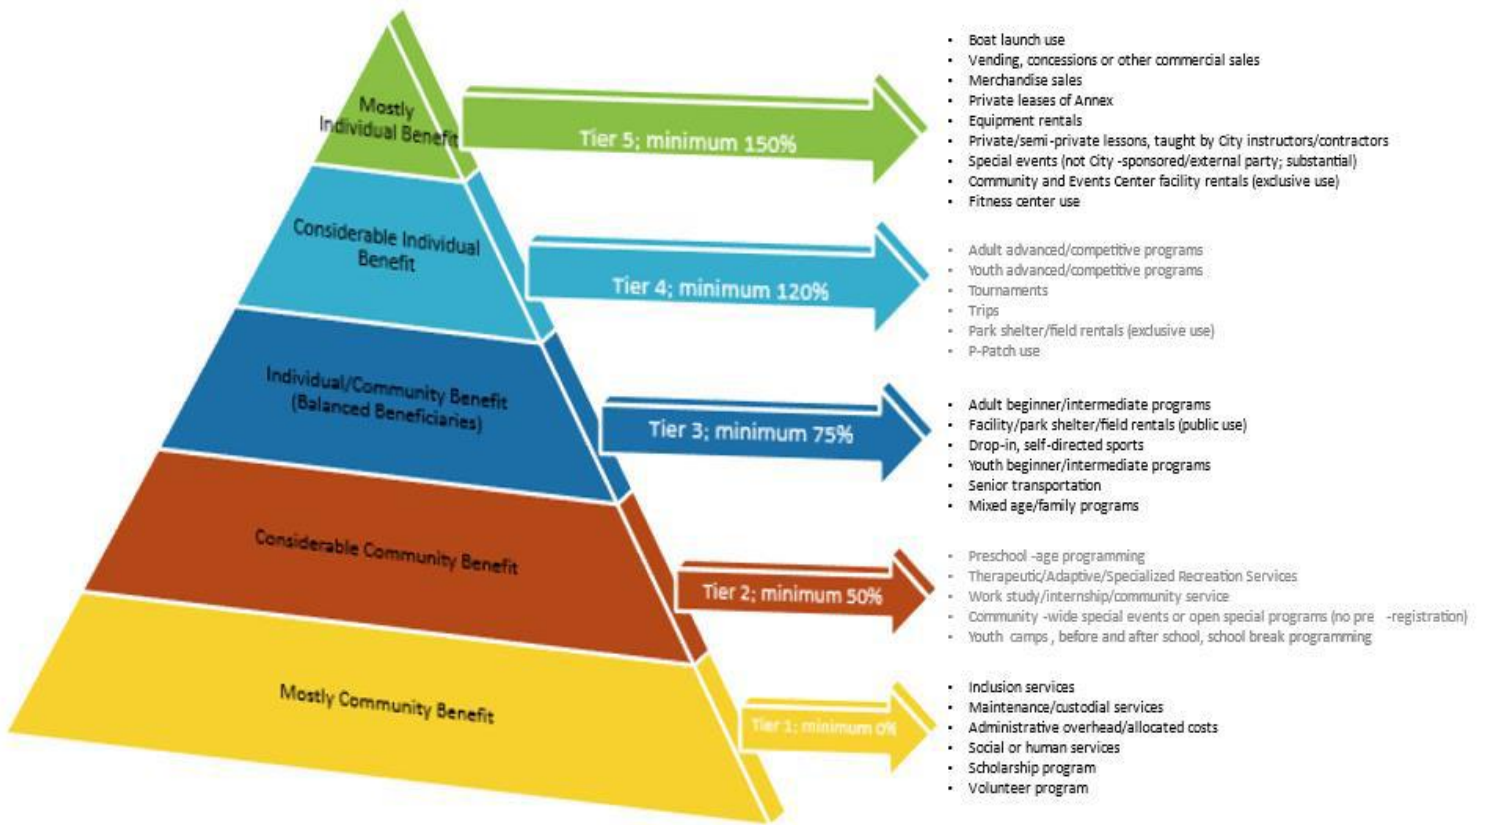 Mostly
Individual Benefit
Tier 5; minimum 150%
• Boat launch use
• Vending, concessions or other commercial sales
• Merchandise sales
• Private leases of Annex
• Equipment rentals
• Private/semi-private lessons, taught by City instructors/contractors
• Special events (not City -sponsored/external party; substantial)
• Community and Events Center facility rentals (exclusive use)
• Fitness center use
Considerable Individual
Benefit
Tier 4; minimum 120%
• Adult advanced/competitive programs
• Youth advanced/competitive programs
• Tournaments
• Trips
• Park shelter/field rentals (exclusive use)
• P-Patch use
Individual/Community Benefit
(Balanced Beneficiaries)
Tier 3; minimum 75%
• Adult beginner/intermediate programs
• Facility/park shelter/field rentals (public use)
• Drop-in, self-directed sports
• Youth beginner/intermediate programs
• Senior transportation
• Mixed age/family programs
Considerable Community Benefit
Tier 2; minimum 50%
• Preschool -age programming
• Therapeutic/Adaptive/Specialized Recreation Services
• Work study/internship/community service
• Community -wide special events or open special programs (no pre -registration)
• Youth camps , before and after school, school break programming
Mostly Community Benefit
Tier 1; minimum 0%
• Inclusion services
• Maintenance/custodial services
• Administrative overhead/allocated costs
• Social or human services
• Scholarship program
• Volunteer program